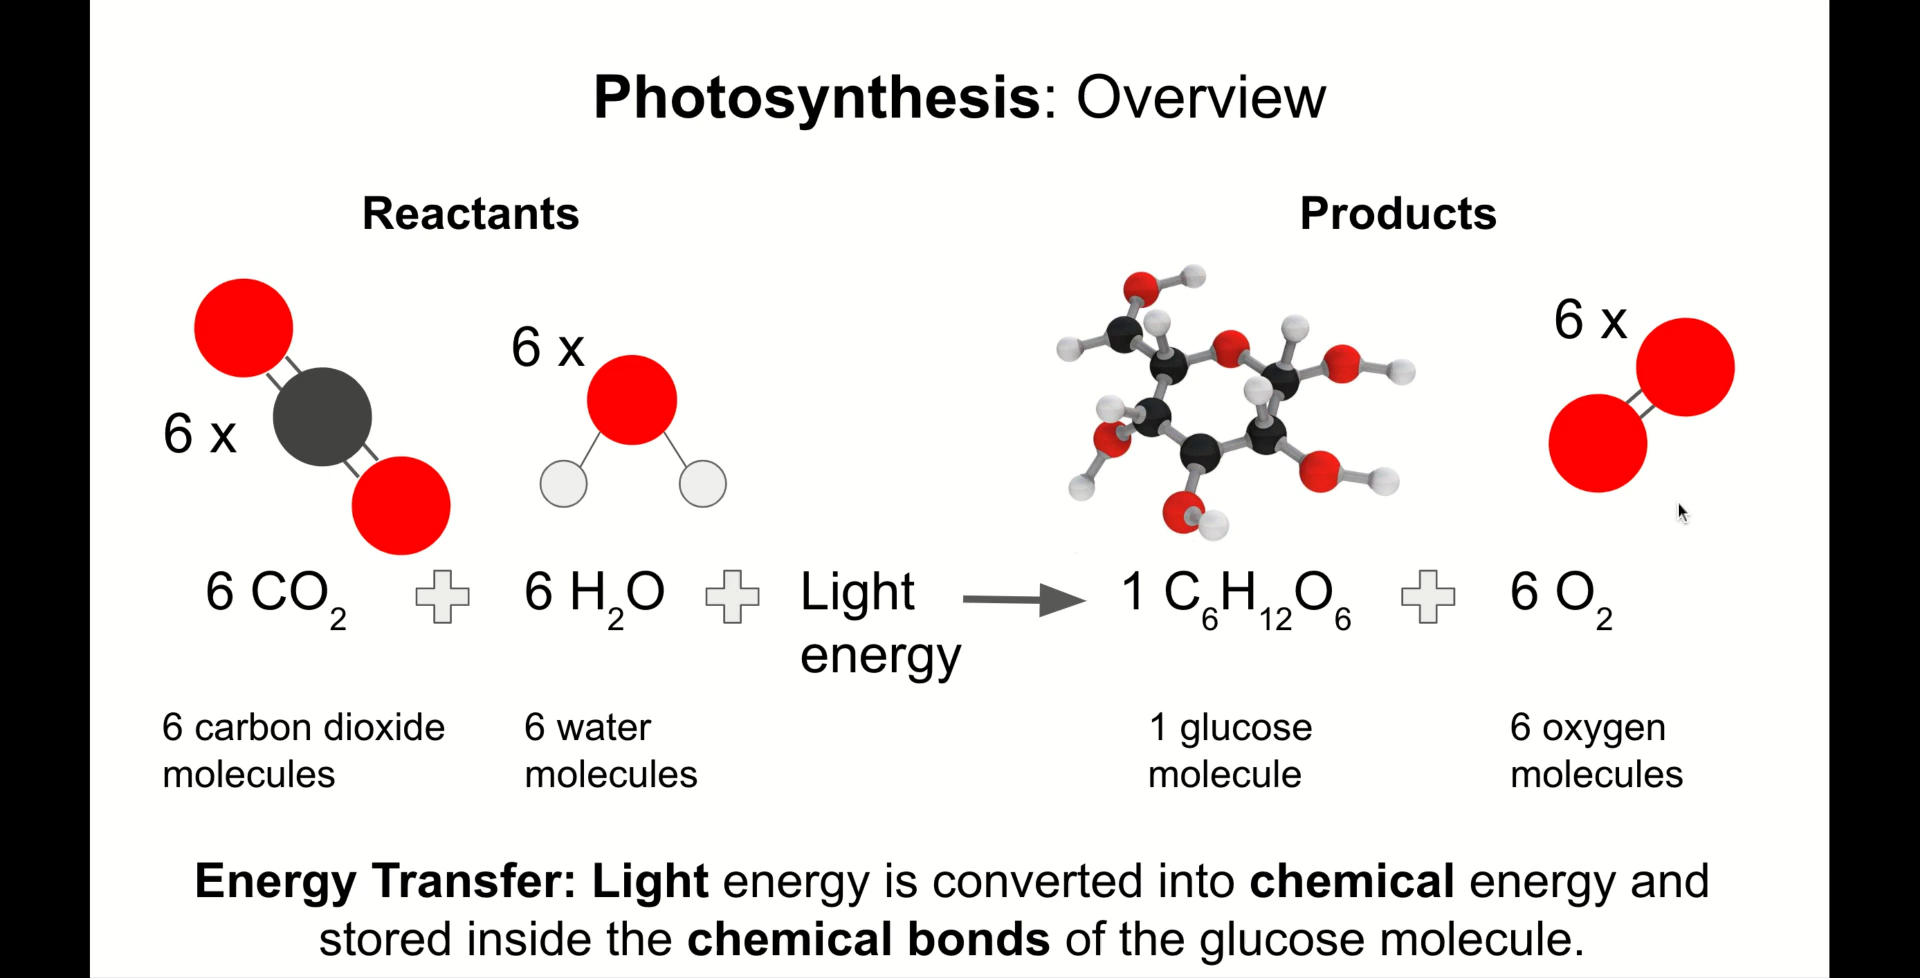 Photosynthesis: Overview
Reactants
Products
6 x
6 x
6 x
6 CO₂ + 6 H₂O + Light energy → 1 C₆H₁₂O₆ + 6 O₂
6 carbon dioxide
molecules
6 water
molecules
1 glucose
molecule
6 oxygen
molecules
Energy Transfer: Light energy is converted into chemical energy and
stored inside the chemical bonds of the glucose molecule.